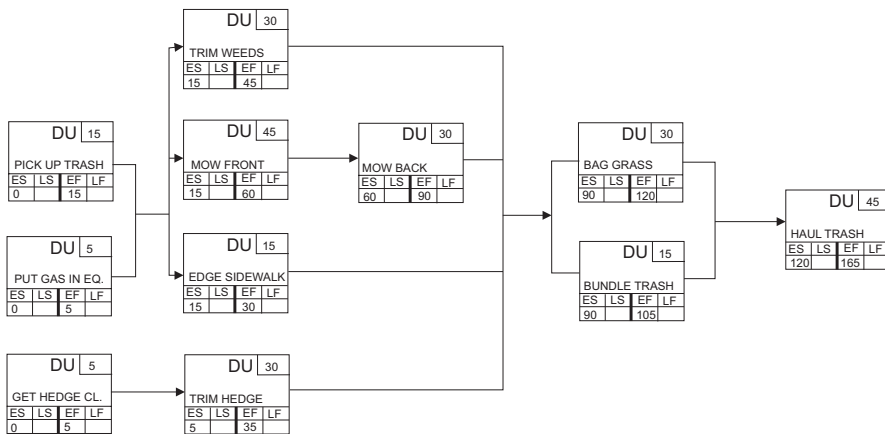 DU 30
TRIM WEEDS
ES LS EF LF
15 45
DU 15
PICK UP TRASH
ES LS EF LF
0 15
DU 45
MOW FRONT
ES LS EF LF
15 60
DU 30
MOW BACK
ES LS EF LF
60 90
DU 30
BAG GRASS
ES LS EF LF
90 120
DU 45
HAUL TRASH
ES LS EF LF
120 165
DU 5
PUT GAS IN EQ.
ES LS EF LF
0 5
DU 15
EDGE SIDEWALK
ES LS EF LF
15 30
DU 15
BUNDLE TRASH
ES LS EF LF
90 105
DU 5
GET HEDGE CL.
ES LS EF LF
0 5
DU 30
TRIM HEDGE
ES LS EF LF
5 35